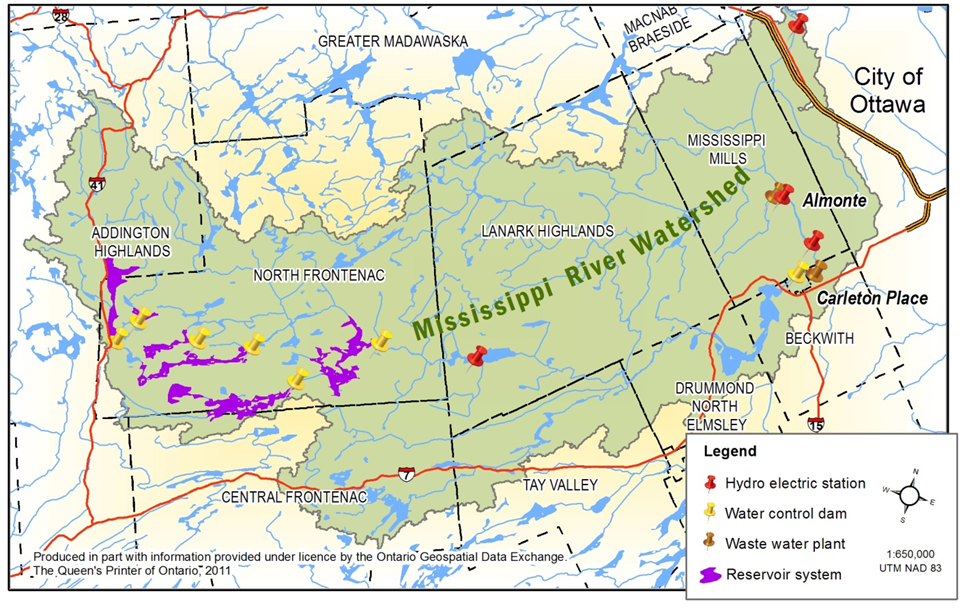 28
GREATER MADAWASKA
MACNAB
BRAESIDE
City of
Ottawa
MISSISSIPPI
MILLS
41
Almonte
ADDINGTON
HIGHLANDS
LANARK HIGHLANDS
NORTH FRONTENAC
Mississippi River Watershed
Carleton Place
BECKWITH
DRUMMOND
NORTH
ELMSLEY
15
7
TAY VALLEY
CENTRAL FRONTENAC
Legend
Hydro electric station
Water control dam
Waste water plant
Reservoir system
N
W E
S
1:650,000
UTM NAD 83
Produced in part with information provided under licence by the Ontario Geospatial Data Exchange.
The Queen's Printer of Ontario, 2011